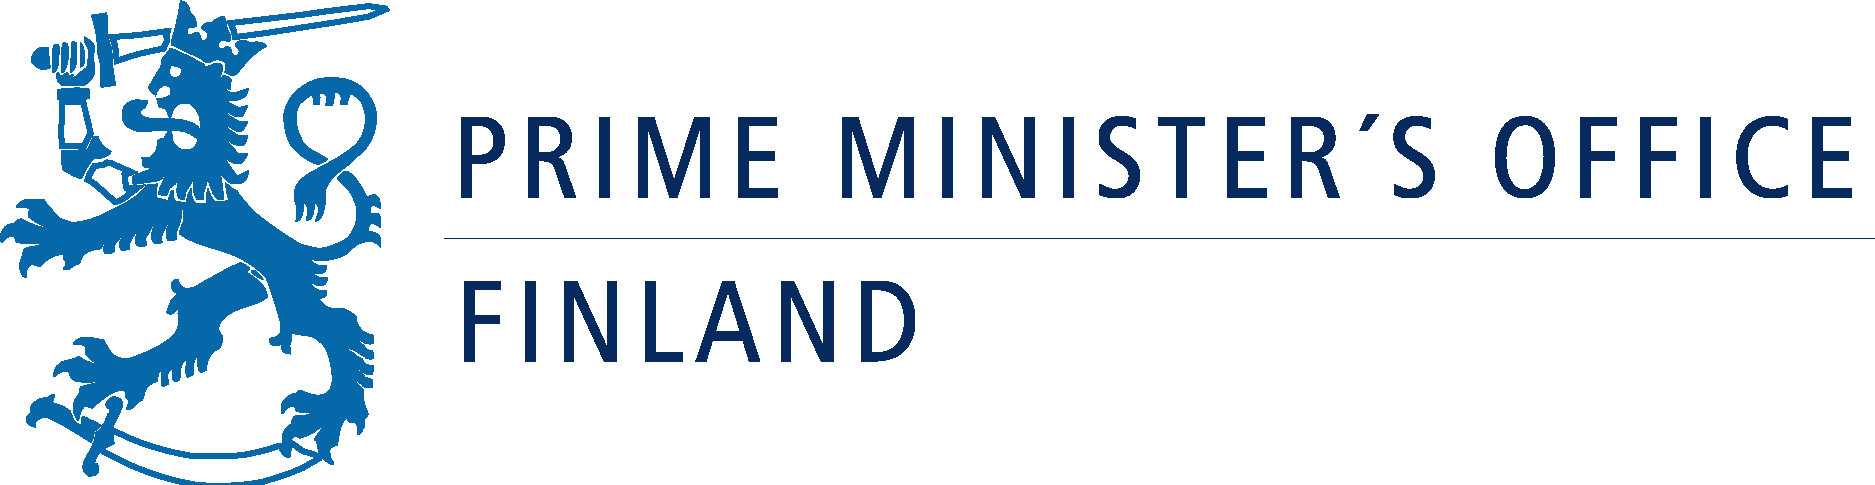 PRIME MINISTER´S OFFICE
FINLAND